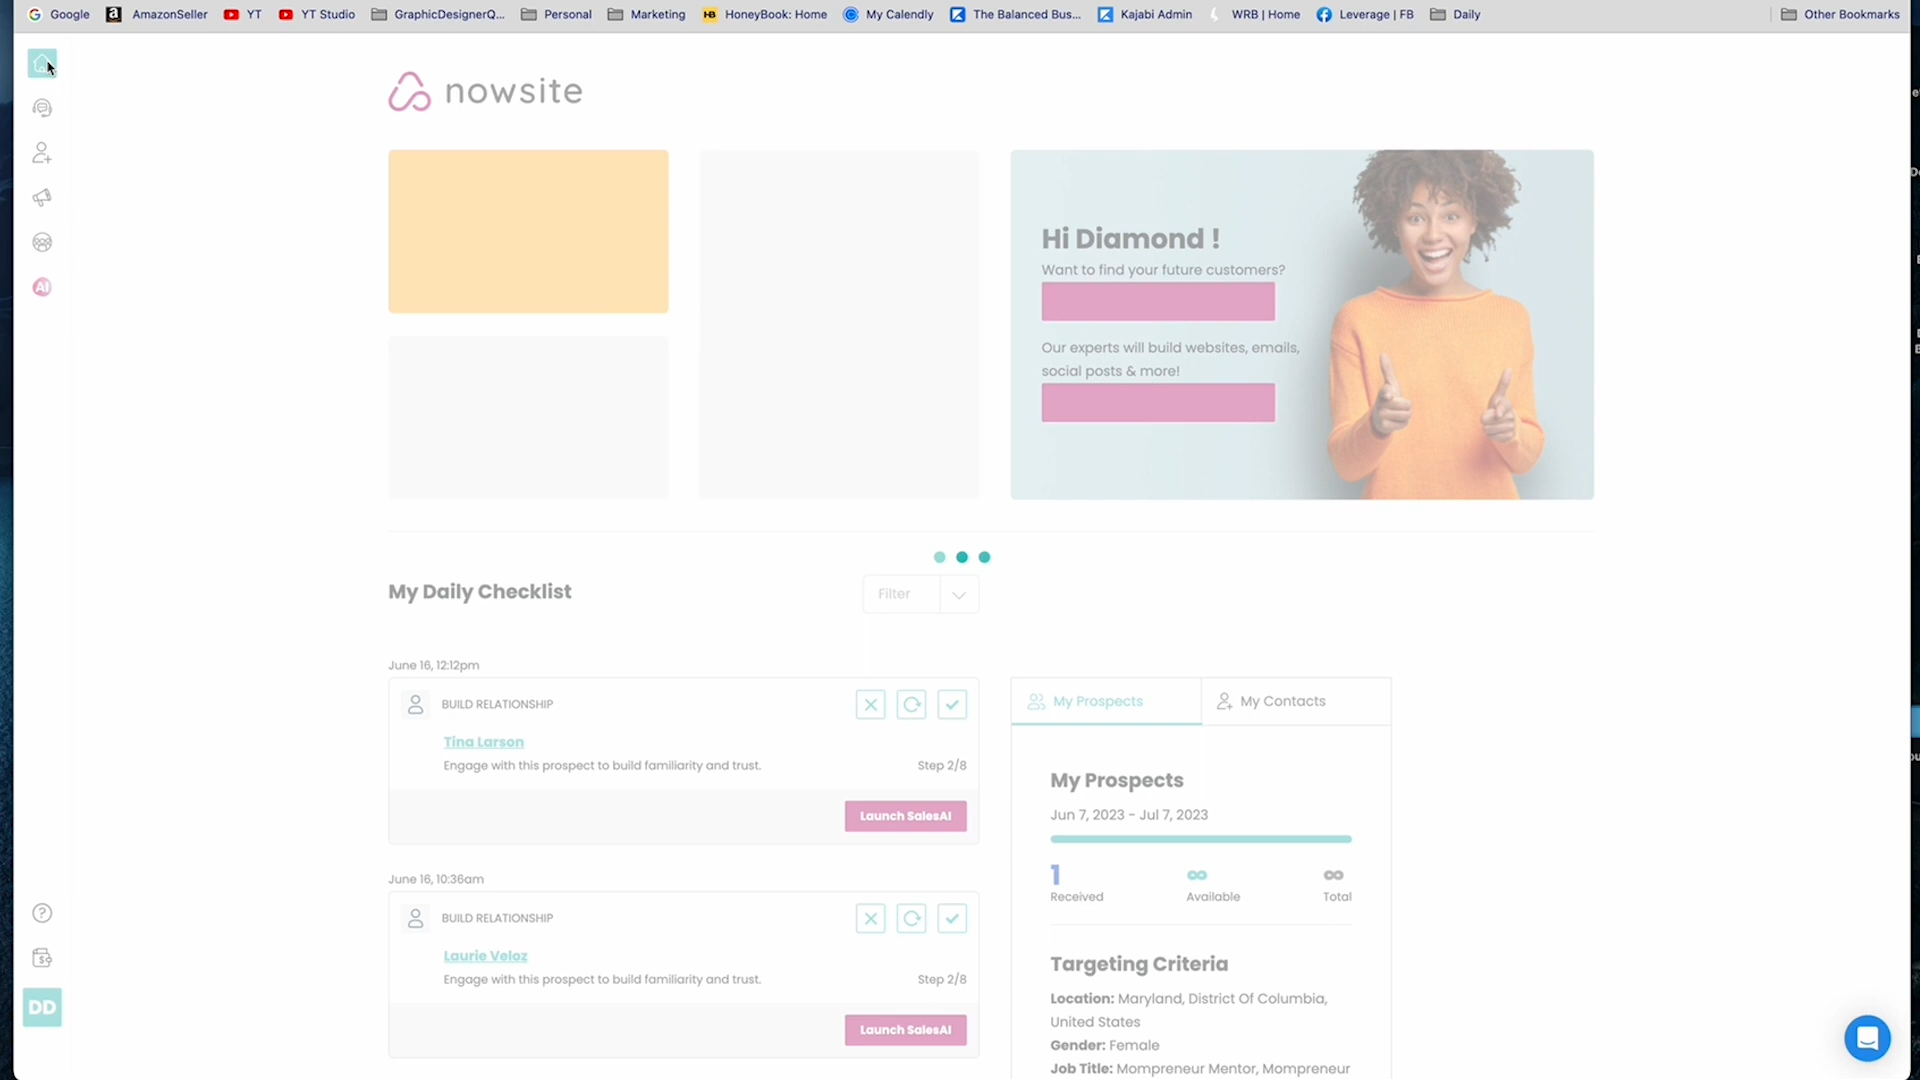 Google
AmazonSeller
YT
YT Studio
GraphicDesignerQ...
Personal
Marketing
HoneyBook: Home
My Calendly
The Balanced Bus...
Kajabi Admin
WRB | Home
Leverage | FB
Daily
Other Bookmarks
nowsite
AI
Hi Diamond !
Want to find your future customers?
Our experts will build websites, emails,
social posts & more!
My Daily Checklist
Filter
June 16, 12:12pm
BUILD RELATIONSHIP
Tina Larson
Engage with this prospect to build familiarity and trust.
Step 2/8
Launch SalesAI
June 16, 10:36am
BUILD RELATIONSHIP
Laurie Veloz
Engage with this prospect to build familiarity and trust.
Step 2/8
Launch SalesAI
My Prospects
My Contacts
My Prospects
Jun 7, 2023 - Jul 7, 2023
1
∞
∞
Received
Available
Total
Targeting Criteria
Location: Maryland, District Of Columbia,
United States
Gender: Female
Job Title: Mompreneur Mentor, Mompreneur
DD